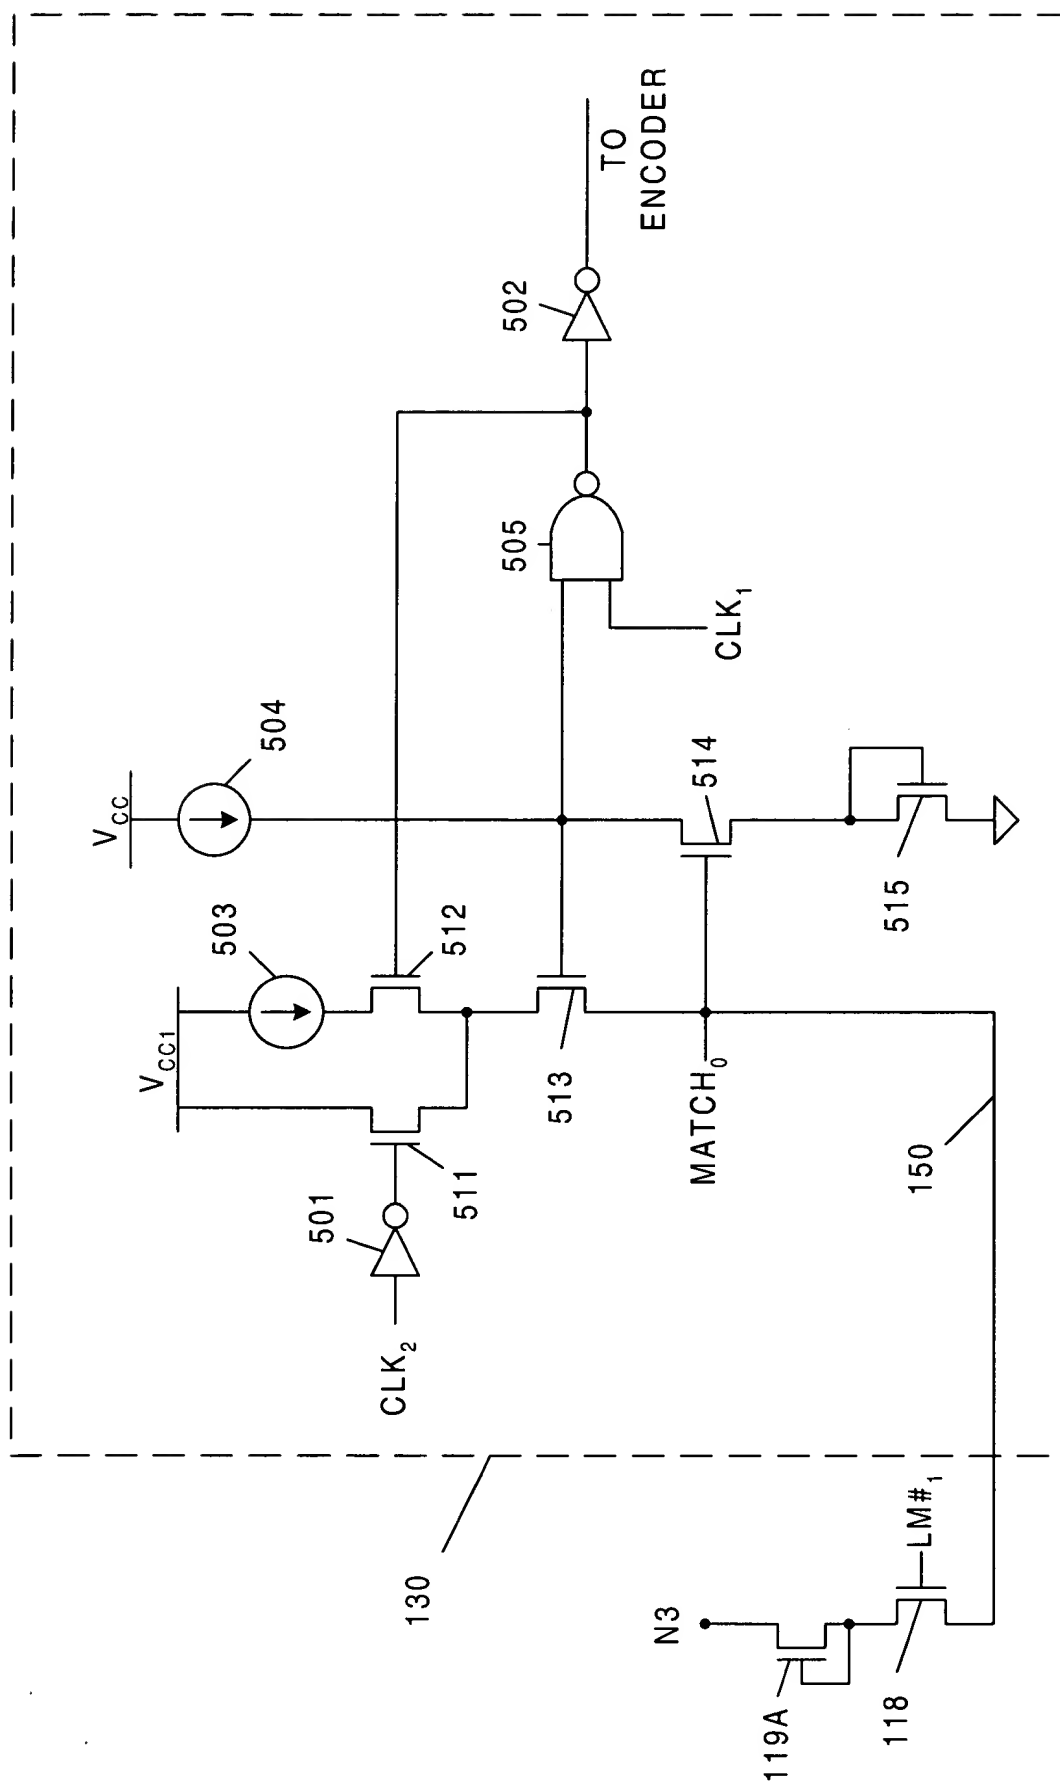 V_CC1
503
V_CC
504
501
511
512
CLK_2
502
TO
ENCODER
505
513
514
CLK_1
MATCH_0
515
130
150
N3
119A
118
LM#_1